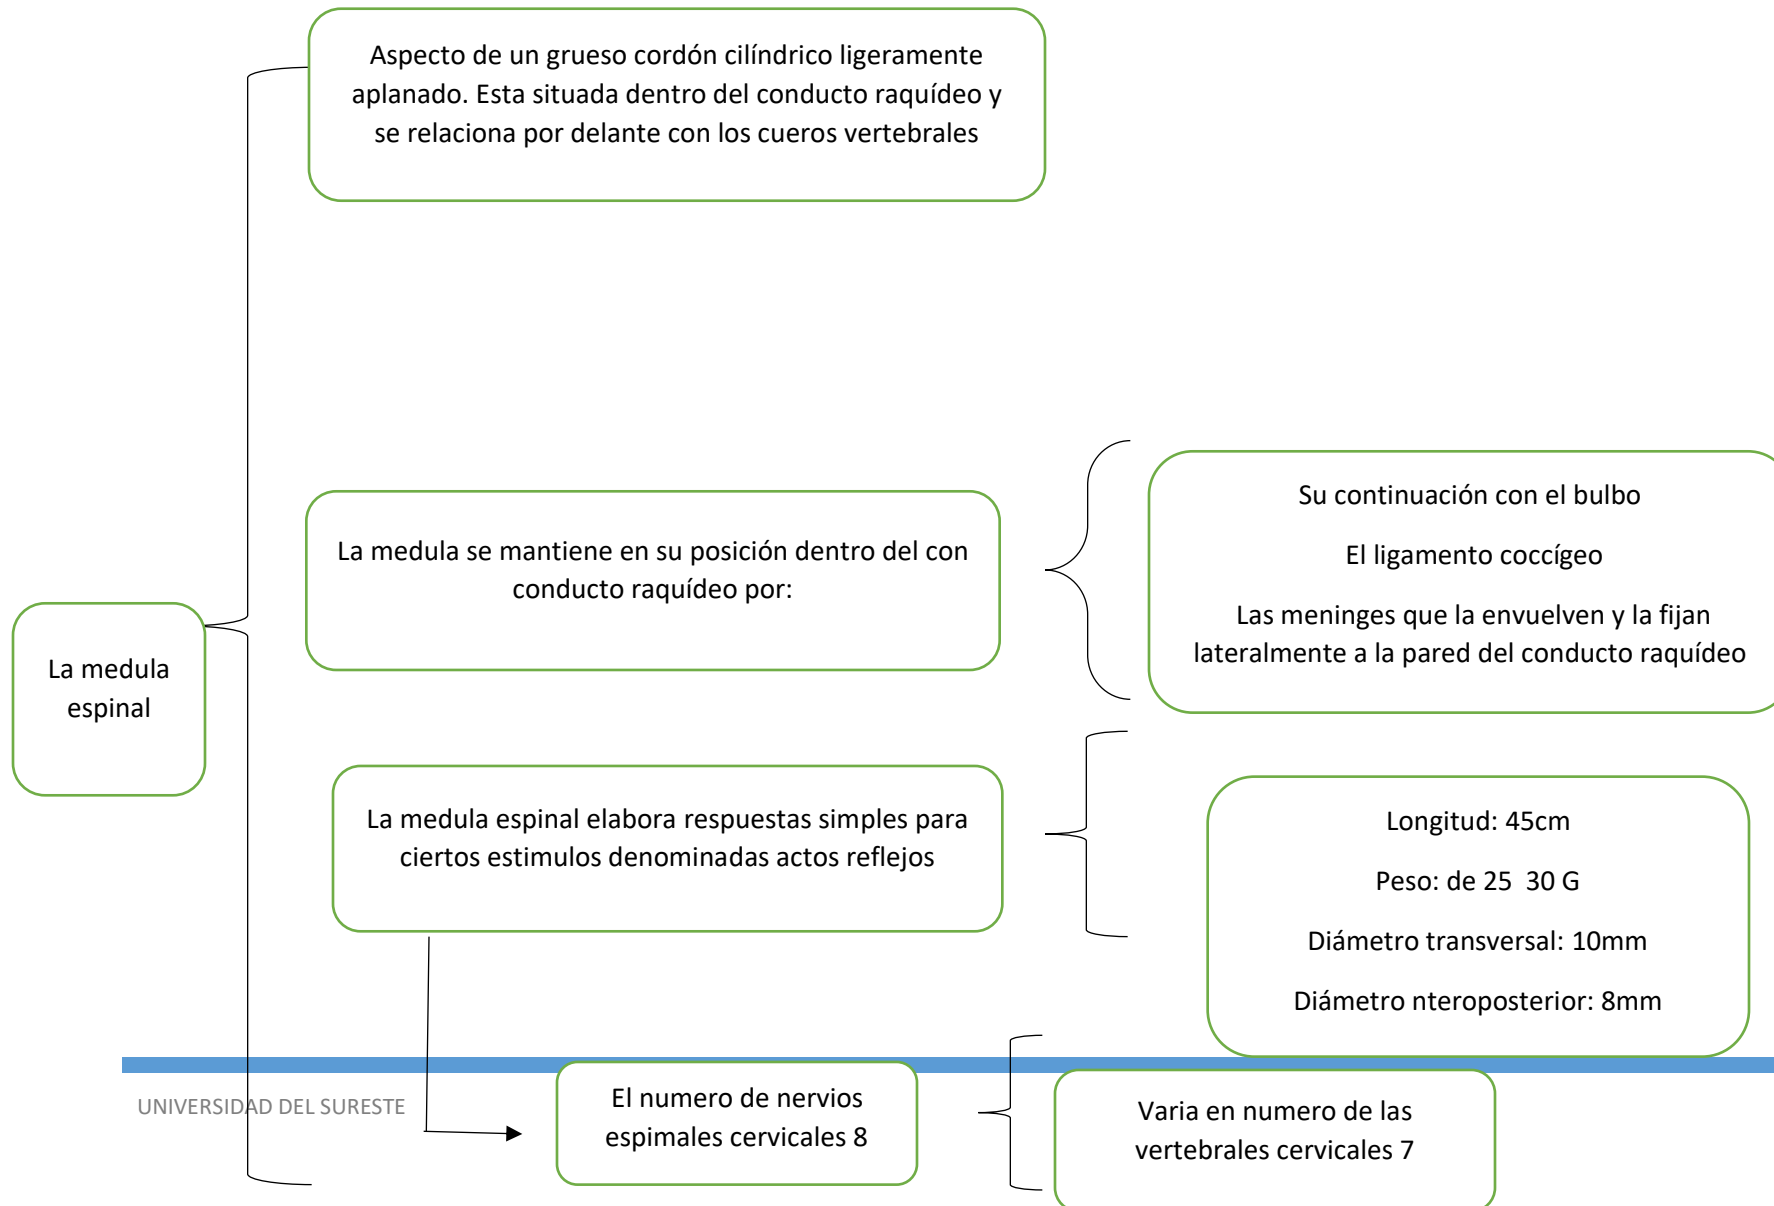 Aspecto de un grueso cordón cilíndrico ligeramente
aplanado. Esta situada dentro del conducto raquídeo y
se relaciona por delante con los cueros vertebrales
La medula se mantiene en su posición dentro del con
conducto raquídeo por:
Su continuación con el bulbo
El ligamento coccígeo
Las meninges que la envuelven y la fijan
lateralmente a la pared del conducto raquídeo
La medula
espinal
La medula espinal elabora respuestas simples para
ciertos estimulos denominadas actos reflejos
Longitud: 45cm
Peso: de 25  30 G
Diámetro transversal: 10mm
Diámetro nteroposterior: 8mm
UNIVERSIDAD DEL SURESTE
El numero de nervios
espimales cervicales 8
Varia en numero de las
vertebrales cervicales 7